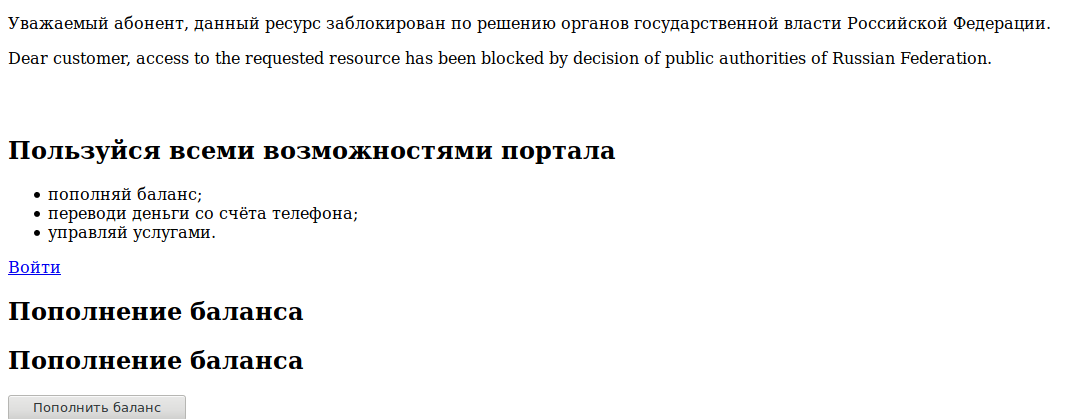 Уважаемый абонент, данный ресурс заблокирован по решению органов государственной власти Российской Федерации.
Dear customer, access to the requested resource has been blocked by decision of public authorities of Russian Federation.
Пользуйся всеми возможностями портала
пополняй баланс;
переводи деньги со счёта телефона;
управляй услугами.
Войти
Пополнение баланса
Пополнение баланса
Пополнить баланс